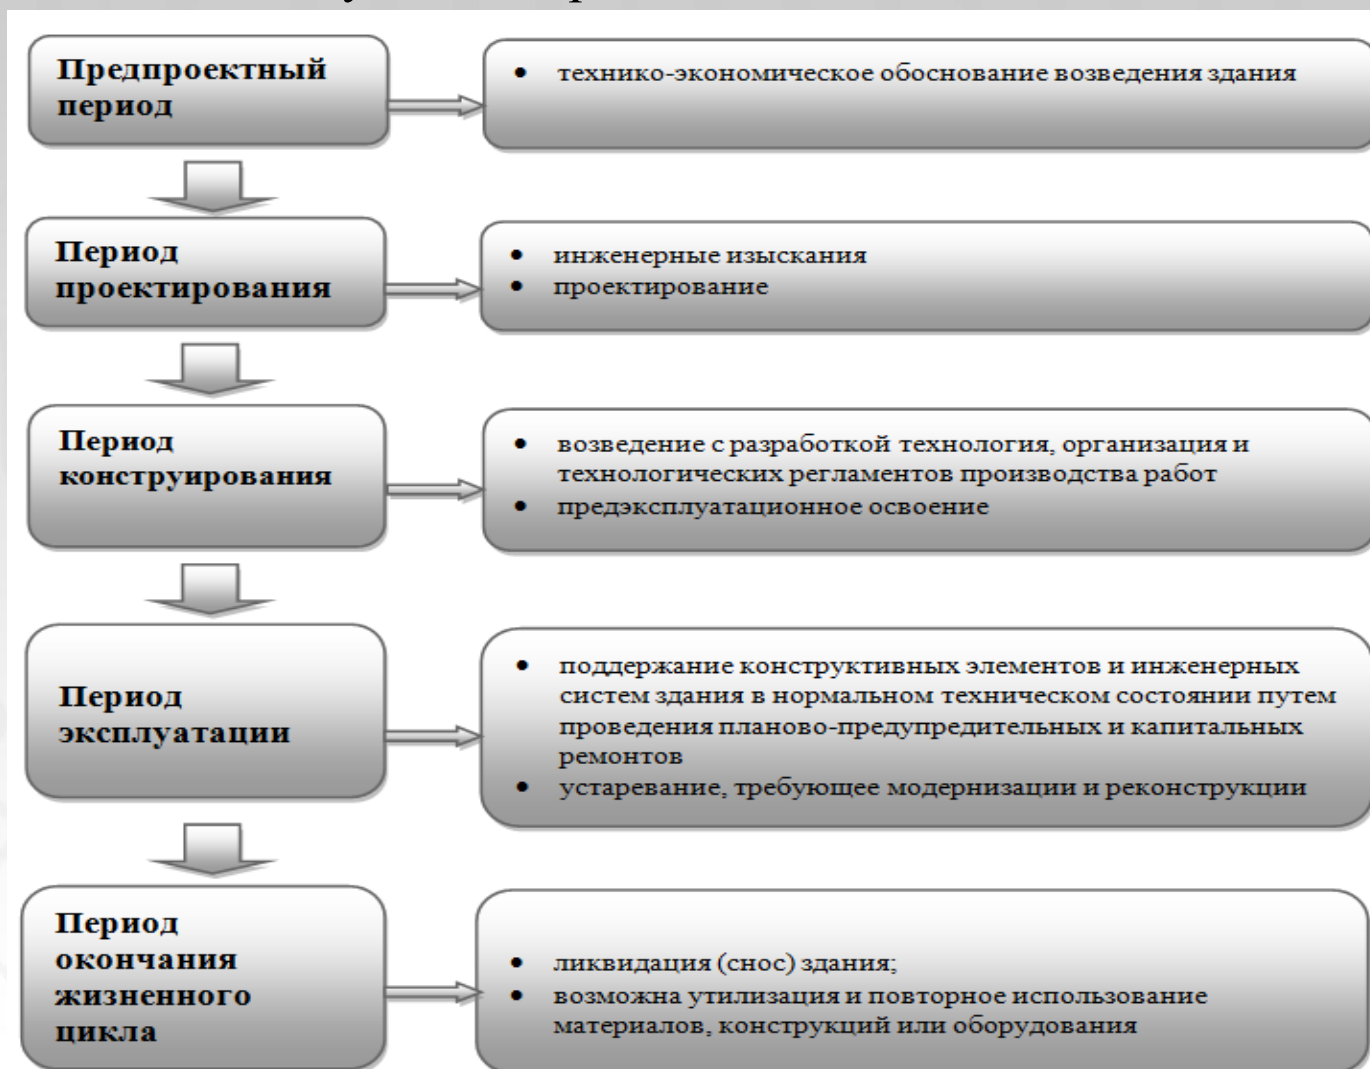 Предпроектный
период
• технико-экономическое обоснование возведения здания
Период
проектирования
• инженерные изыскания
• проектирование
Период
конструирования
• возведение с разработкой технология, организация и
технологических регламентов производства работ
• предэксплуатационное освоение
Период
эксплуатации
• поддержание конструктивных элементов и инженерных
систем здания в нормальном техническом состоянии путем
проведения планово-предупредительных и капитальных
ремонтов
• устаревание, требующее модернизации и реконструкции
Период
окончания
жизненного
цикла
• ликвидация (снос) здания;
• возможна утилизация и повторное использование
материалов, конструкций или оборудования